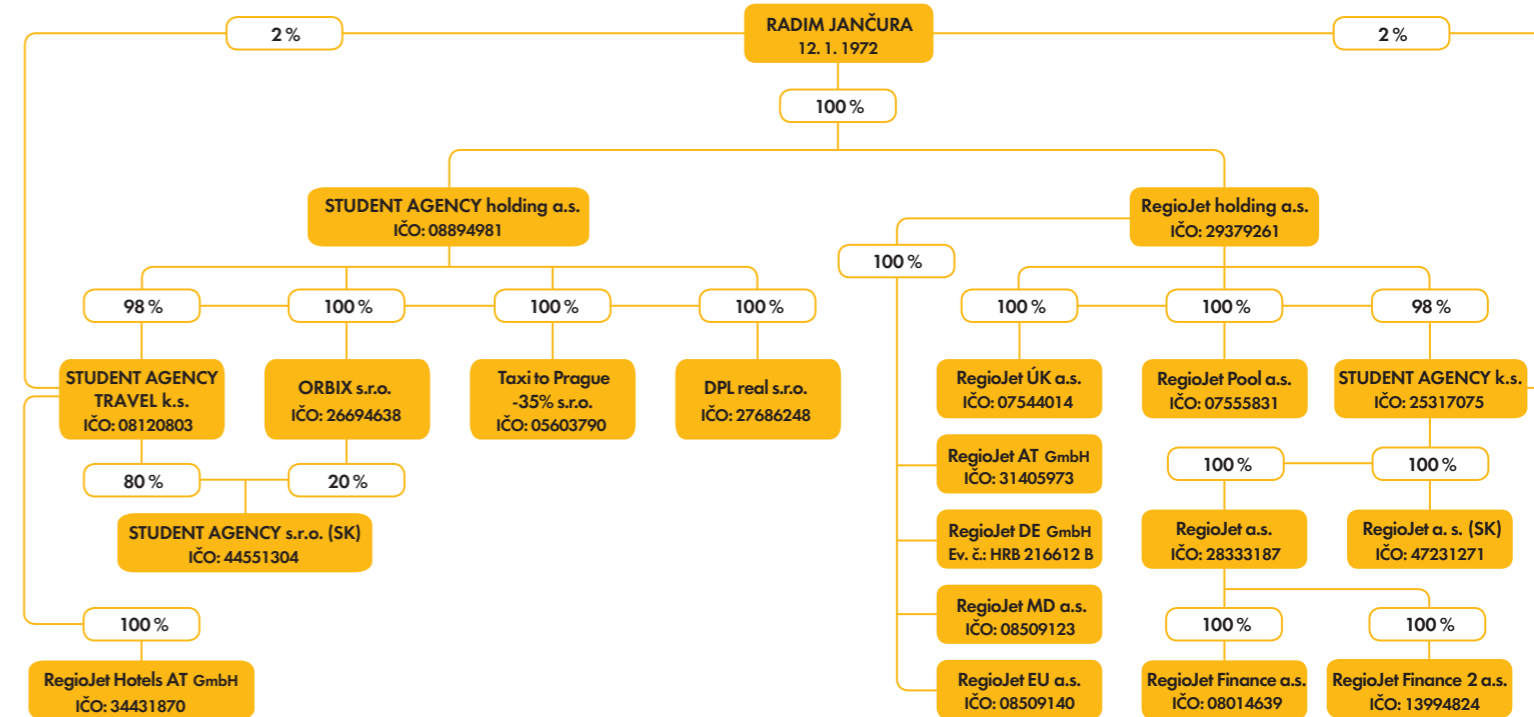 2 %
RADIM JANČURA
12. 1. 1972
2 %
100 %
STUDENT AGENCY holding a.s.
IČO: 08894981
RegioJet holding a.s.
IČO: 29379261
100 %
98 %
100 %
100 %
100 %
100 %
100 %
98 %
STUDENT AGENCY
TRAVEL k.s.
IČO: 08120803
ORBIX s.r.o.
IČO: 26694638
Taxi to Prague
-35% s.r.o.
IČO: 05603790
DPL real s.r.o.
IČO: 27686248
RegioJet ÚK a.s.
IČO: 07544014
RegioJet Pool a.s.
IČO: 07555831
STUDENT AGENCY k.s.
IČO: 25317075
80 %
20 %
RegioJet AT GmbH
IČO: 31405973
100 %
100 %
STUDENT AGENCY s.r.o. (SK)
IČO: 44551304
RegioJet DE GmbH
Ev. č.: HRB 216612 B
RegioJet a.s.
IČO: 28333187
RegioJet a. s. (SK)
IČO: 47231271
100 %
RegioJet MD a.s.
IČO: 08509123
100 %
100 %
RegioJet Hotels AT GmbH
IČO: 34431870
RegioJet EU a.s.
IČO: 08509140
RegioJet Finance a.s.
IČO: 08014639
RegioJet Finance 2 a.s.
IČO: 13994824